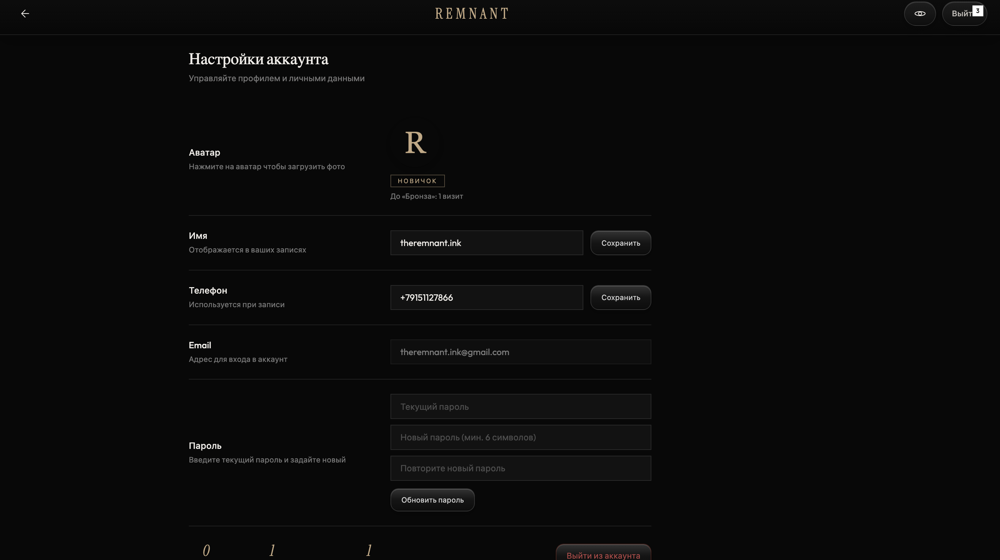 REMNANT
Выйт
3
Настройки аккаунта
Управляйте профилем и личными данными
R
Аватар
Нажмите на аватар чтобы загрузить фото
НОВИЧОК
До «Бронза»: 1 визит
Имя
Отображается в ваших записях
theremnant.ink
Сохранить
Телефон
Используется при записи
+79151127866
Сохранить
Email
Адрес для входа в аккаунт
theremnant.ink@gmail.com
Текущий пароль
Новый пароль (мин. 6 символов)
Пароль
Введите текущий пароль и задайте новый
Повторите новый пароль
Обновить пароль
0 1 1
Выйти из аккаунта